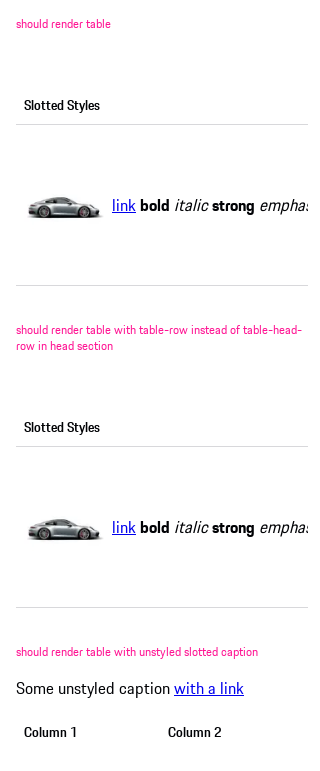 should render table
Slotted Styles
link bold italic strong emphas
should render table with table-row instead of table-head-
row in head section
Slotted Styles
link bold italic strong emphas
should render table with unstyled slotted caption
Some unstyled caption with a link
Column 1 Column 2